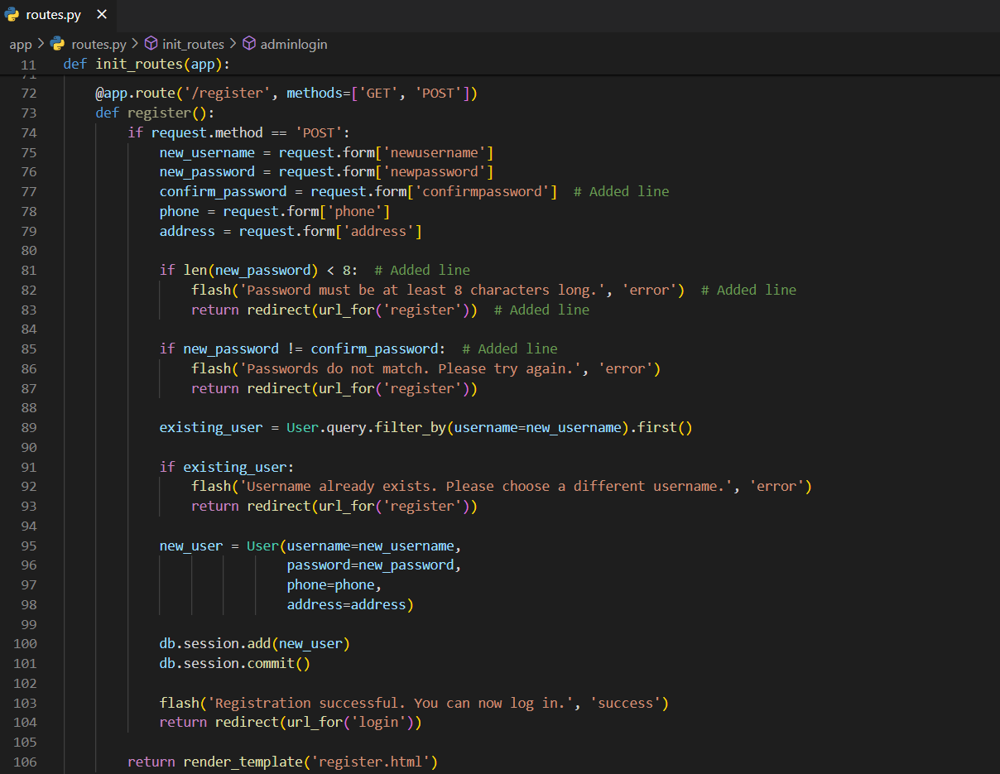 routes.py
app > routes.py > init_routes > adminlogin
11 def init_routes(app):
71
72 @app.route('/register', methods=['GET', 'POST'])
73 def register():
74 if request.method == 'POST':
75 new_username = request.form['newusername']
76 new_password = request.form['newpassword']
77 confirm_password = request.form['confirmpassword']  # Added line
78 phone = request.form['phone']
79 address = request.form['address']
80
81 if len(new_password) < 8:  # Added line
82 flash('Password must be at least 8 characters long.', 'error')  # Added line
83 return redirect(url_for('register'))  # Added line
84
85 if new_password != confirm_password:  # Added line
86 flash('Passwords do not match. Please try again.', 'error')
87 return redirect(url_for('register'))
88
89 existing_user = User.query.filter_by(username=new_username).first()
90
91 if existing_user:
92 flash('Username already exists. Please choose a different username.', 'error')
93 return redirect(url_for('register'))
94
95 new_user = User(username=new_username,
96 password=new_password,
97 phone=phone,
98 address=address)
99
100 db.session.add(new_user)
101 db.session.commit()
102
103 flash('Registration successful. You can now log in.', 'success')
104 return redirect(url_for('login'))
105
106 return render_template('register.html')